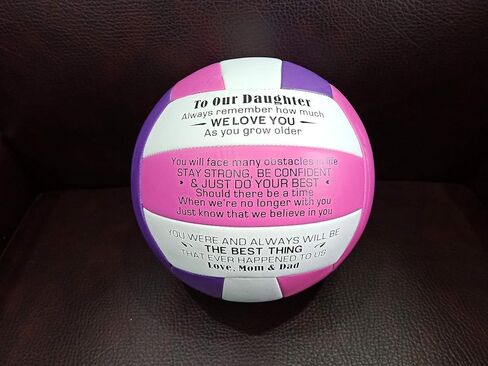 To Our Daughter
Always remember how much
WE LOVE YOU
As you grow older
You will face many obstacles in life
STAY STRONG, BE CONFIDENT
& JUST DO YOUR BEST
Should there be a time
When we're no longer with you
Just know that we believe in you
YOU WERE AND ALWAYS WILL BE
THE BEST THING
THAT EVER HAPPENED TO US
Love, Mom & Dad